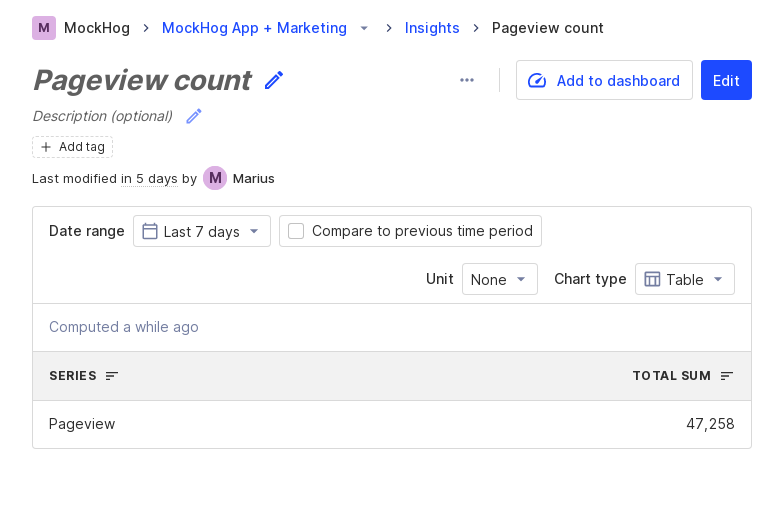 M MockHog MockHog App + Marketing Insights Pageview count
Pageview count
Add to dashboard Edit
Description (optional)
Add tag
Last modified in 5 days by M Marius
Date range Last 7 days Compare to previous time period
Unit None Chart type Table
Computed a while ago
SERIES TOTAL SUM
Pageview 47,258